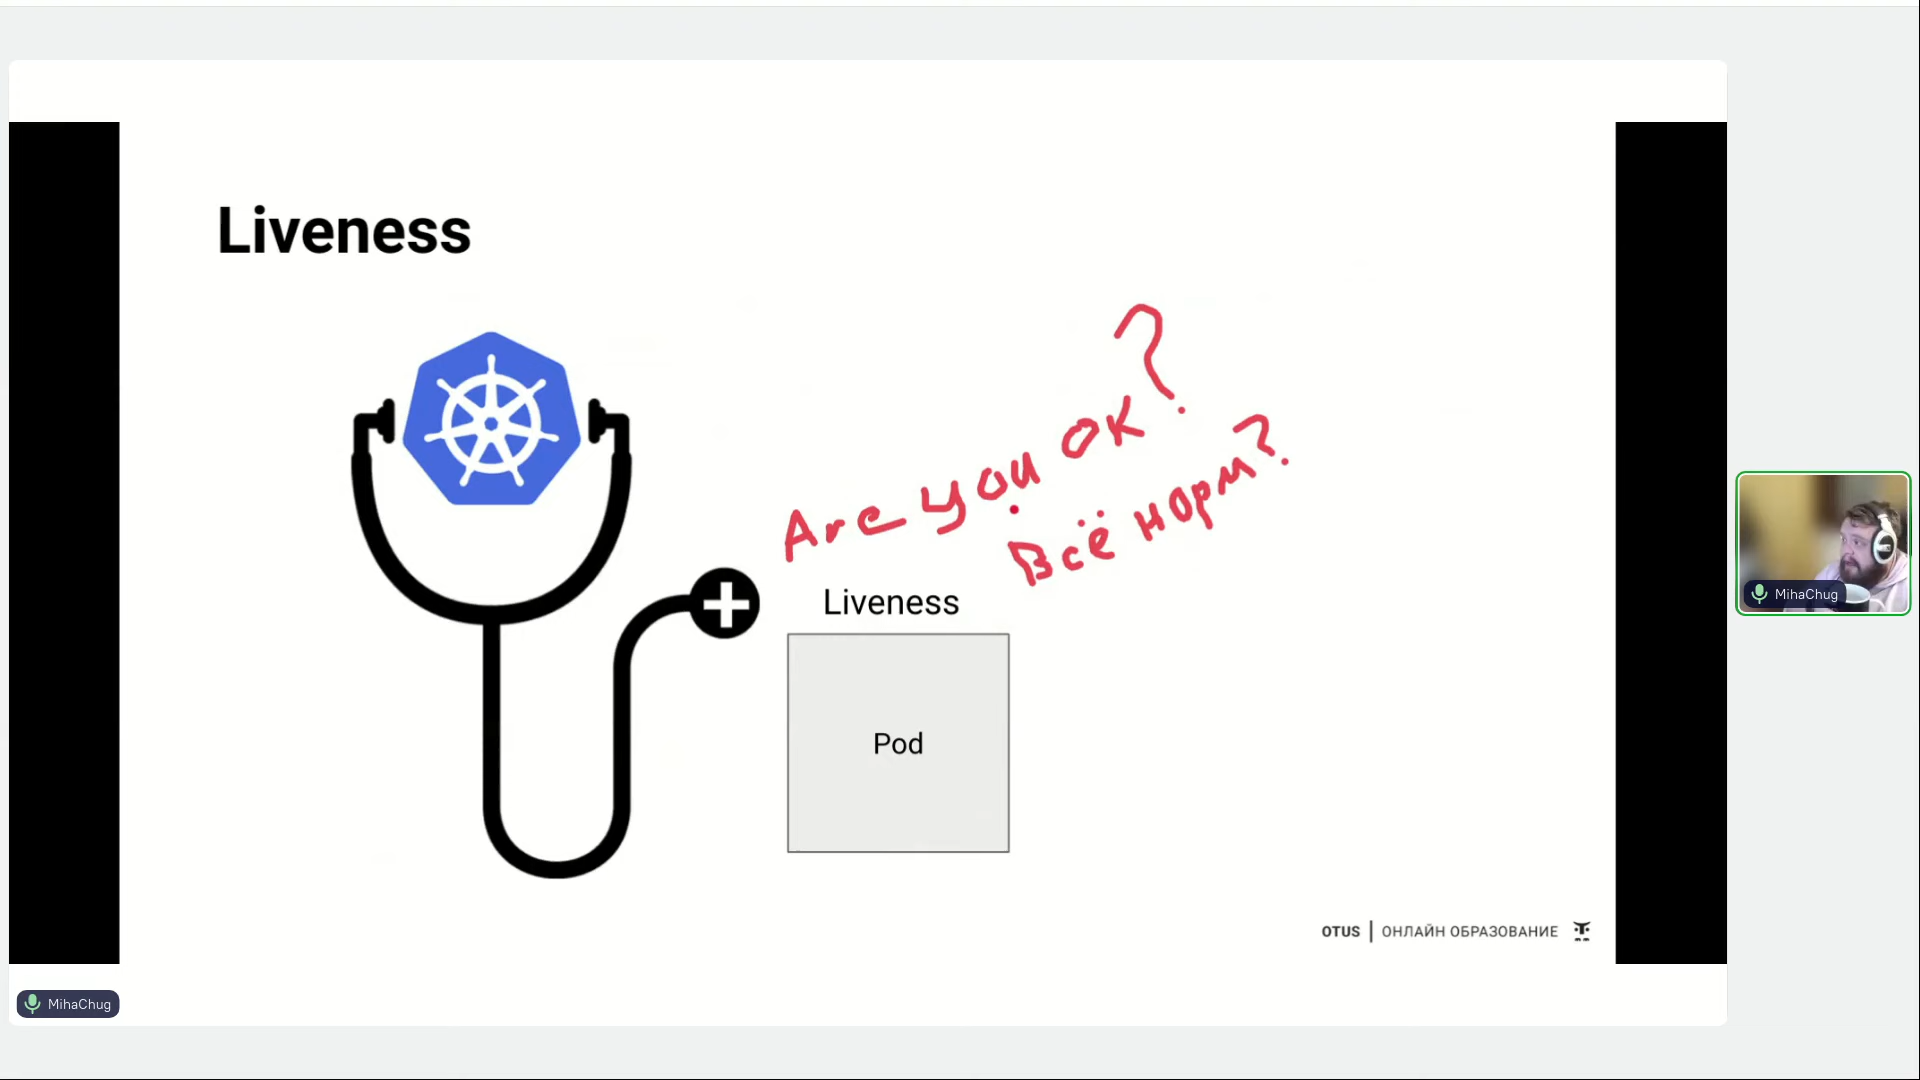 Liveness
Are you ok?
Всё норм?
Liveness
Pod
OTUS | ОНЛАЙН ОБРАЗОВАНИЕ
MihaChug
MihaChug